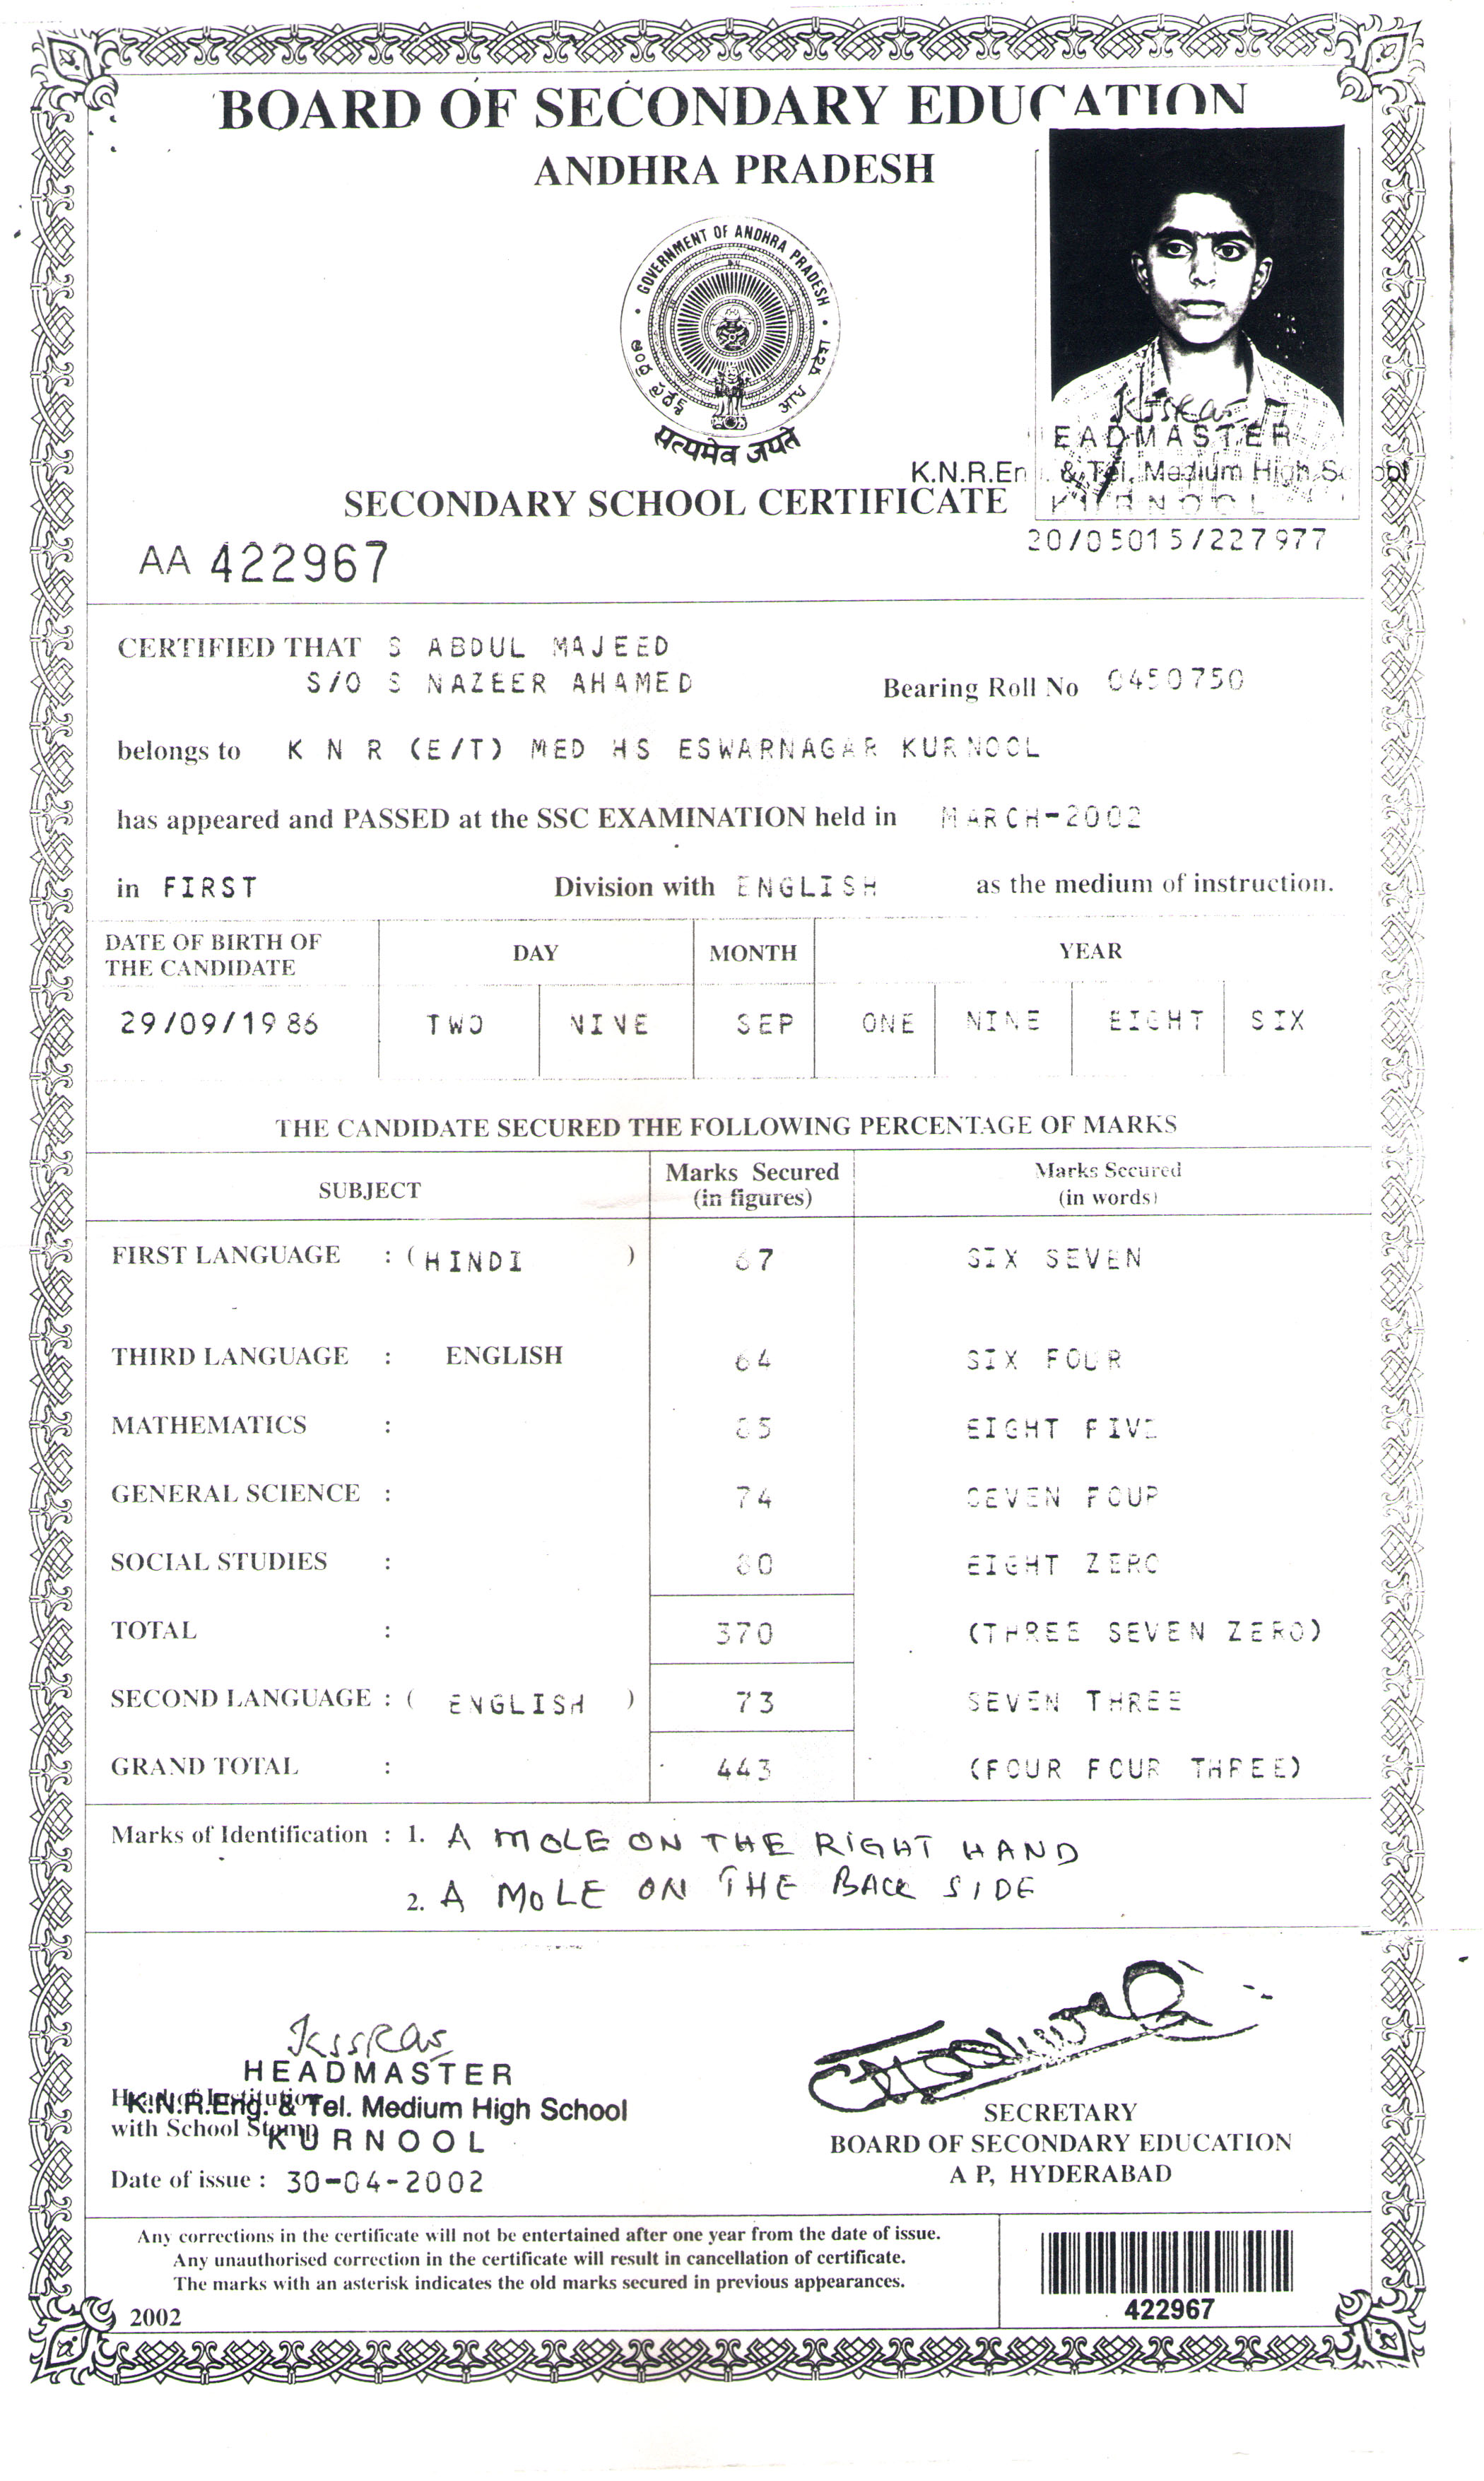 BOARD OF SECONDARY EDUCATION
ANDHRA PRADESH
GOVERNMENT OF ANDHRA PRADESH
ఆంధ్ర ప్రదేశ్
सत्यमेव जयते
HEADMASTER
K.N.R.Eng. & Tel. Medium High School
KURNOOL
SECONDARY SCHOOL CERTIFICATE
20/05015/227977
AA 422967
CERTIFIED THAT S ABDUL MAJEED
S/O S NAZEER AHAMED
Bearing Roll No 0450750
belongs to K N R (E/T) MED HS ESWARNAGAR KURNOOL
has appeared and PASSED at the SSC EXAMINATION held in MARCH-2002
in FIRST Division with ENGLISH as the medium of instruction.
DATE OF BIRTH OF THE CANDIDATE DAY MONTH YEAR
29/09/1986 TWO NINE SEP ONE NINE EIGHT SIX
THE CANDIDATE SECURED THE FOLLOWING PERCENTAGE OF MARKS
SUBJECT Marks Secured (in figures) Marks Secured (in words)
FIRST LANGUAGE : ( HINDI ) 67 SIX SEVEN
THIRD LANGUAGE : ENGLISH 64 SIX FOUR
MATHEMATICS : 85 EIGHT FIVE
GENERAL SCIENCE : 74 SEVEN FOUR
SOCIAL STUDIES : 80 EIGHT ZERO
TOTAL : 370 (THREE SEVEN ZERO)
SECOND LANGUAGE : ( ENGLISH ) 73 SEVEN THREE
GRAND TOTAL : 443 (FOUR FOUR THREE)
Marks of Identification : 1. A MOLE ON THE RIGHT HAND
2. A MOLE ON THE BACK SIDE
HEADMASTER
Head of Institution
K.N.R.Eng. & Tel. Medium High School
with School Stamp
KURNOOL
Date of issue : 30-04-2002
SECRETARY
BOARD OF SECONDARY EDUCATION
A P, HYDERABAD
Any corrections in the certificate will not be entertained after one year from the date of issue.
Any unauthorised correction in the certificate will result in cancellation of certificate.
The marks with an asterisk indicates the old marks secured in previous appearances.
2002
422967